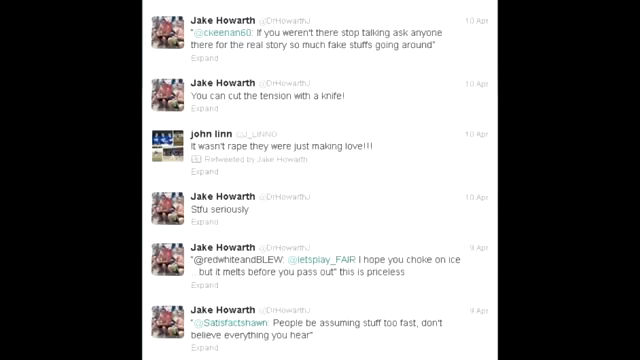 Jake Howarth @DrHowarthJ 10 Apr
"@ckeenan60: If you weren't there stop talking ask anyone
there for the real story so much fake stuffs going around"
Expand
Jake Howarth @DrHowarthJ 10 Apr
You can cut the tension with a knife!
Expand
john linn @J_LINN0 10 Apr
It wasn't rape they were just making love!!!
Retweeted by Jake Howarth
Expand
Jake Howarth @DrHowarthJ 10 Apr
Stfu seriously
Expand
Jake Howarth @DrHowarthJ 9 Apr
"@redwhiteandBLEW: @letsplay_FAIR I hope you choke on ice
but it melts before you pass out" this is priceless
Expand
Jake Howarth @DrHowarthJ 9 Apr
"@Satisfactshawn: People be assuming stuff too fast, don't
believe everything you hear"
Expand